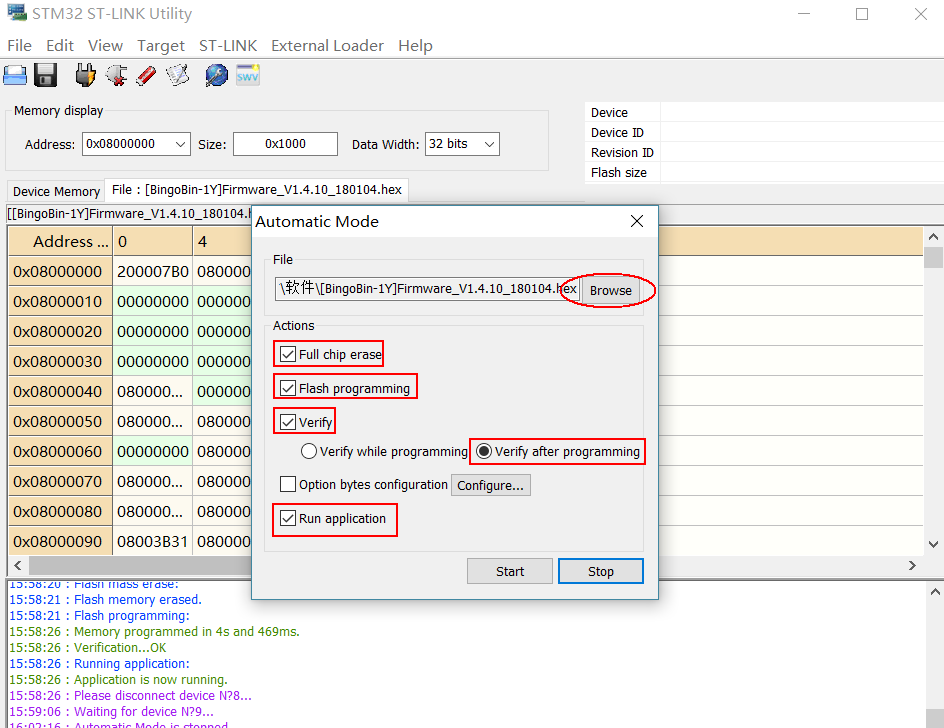 STM32 ST-LINK Utility
File Edit View Target ST-LINK External Loader Help
SWV
Memory display
Address: 0x08000000 Size: 0x1000 Data Width: 32 bits
Device
Device ID
Revision ID
Flash size
Device Memory File : [BingoBin-1Y]Firmware_V1.4.10_180104.hex
[[BingoBin-1Y]Firmware_V1.4.10_180104.h
Address ... 0 4
0x08000000 200007B0 080000
0x08000010 00000000 000000
0x08000020 00000000 000000
0x08000030 00000000 000000
0x08000040 080000... 000000
0x08000050 080000... 080000
0x08000060 00000000 080000
0x08000070 080000... 080000
0x08000080 080000... 080000
0x08000090 08003B31 080000
Automatic Mode
File
\软件\[BingoBin-1Y]Firmware_V1.4.10_180104.hex Browse
Actions
Full chip erase
Flash programming
Verify
Verify while programming Verify after programming
Option bytes configuration Configure...
Run application
Start Stop
15:58:20 : Flash mass erase:
15:58:21 : Flash memory erased.
15:58:21 : Flash programming:
15:58:26 : Memory programmed in 4s and 469ms.
15:58:26 : Verification...OK
15:58:26 : Running application:
15:58:26 : Application is now running.
15:58:26 : Please disconnect device N?8...
15:59:06 : Waiting for device N?9...
16:02:16 : Automatic Mode is stopped